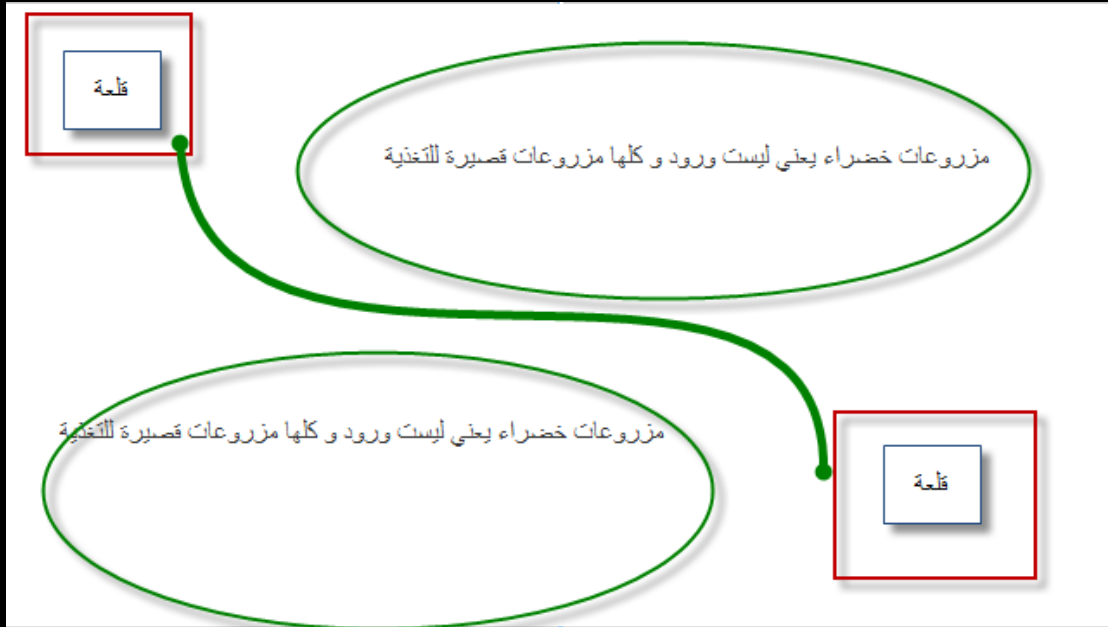 قلعة
مزروعات خضراء يعني ليست ورود و كلها مزروعات قصيرة للتغذية
مزروعات خضراء يعني ليست ورود و كلها مزروعات قصيرة للتغذية
قلعة